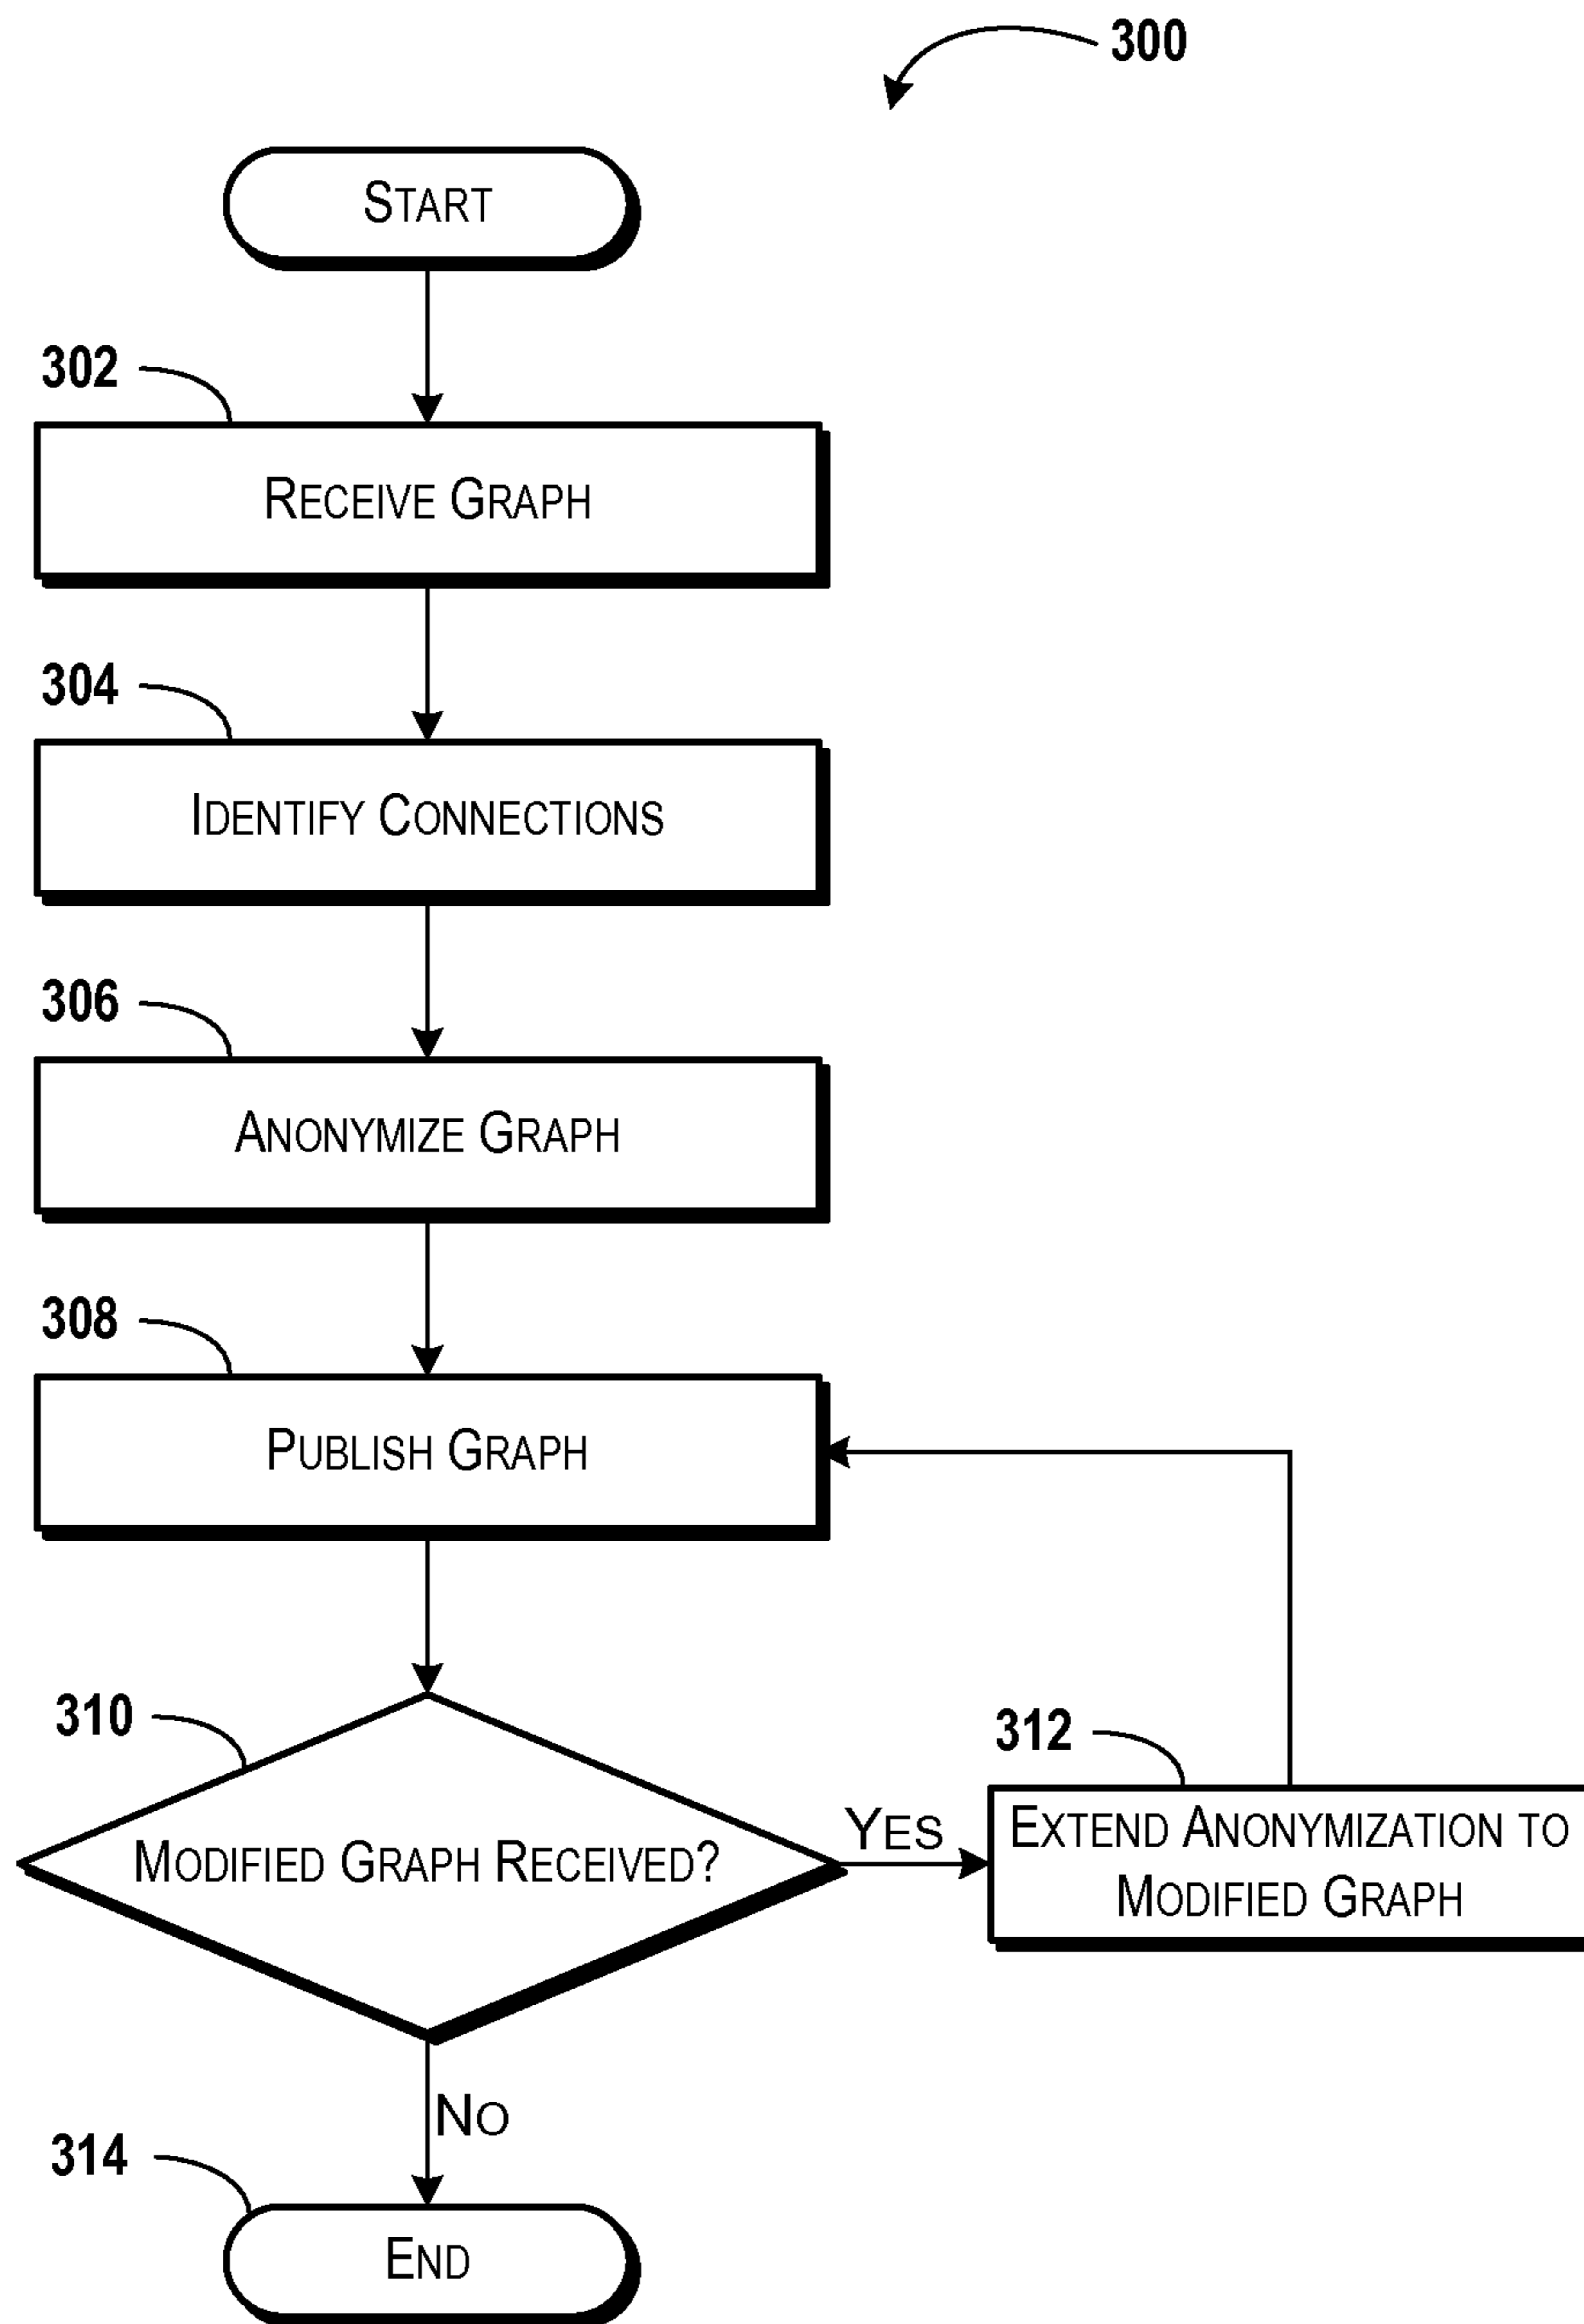 300
START
302
RECEIVE GRAPH
304
IDENTIFY CONNECTIONS
306
ANONYMIZE GRAPH
308
PUBLISH GRAPH
310
MODIFIED GRAPH RECEIVED?
YES
312
EXTEND ANONYMIZATION TO
MODIFIED GRAPH
NO
314
END